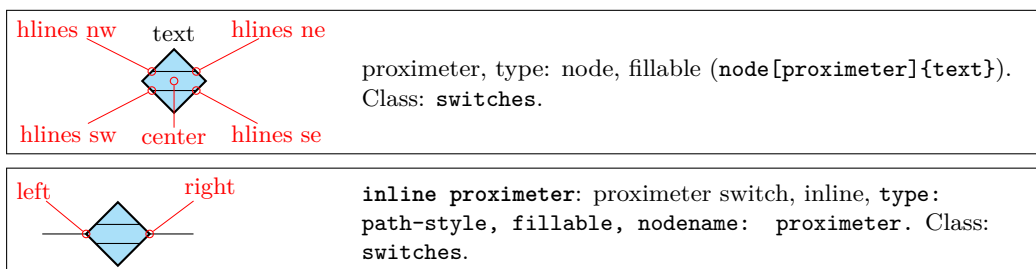 hlines nw text hlines ne
hlines sw center hlines se
proximeter, type: node, fillable (node[proximeter]{text}).
Class: switches.
left right
inline proximeter: proximeter switch, inline, type:
path-style, fillable, nodename: proximeter. Class:
switches.